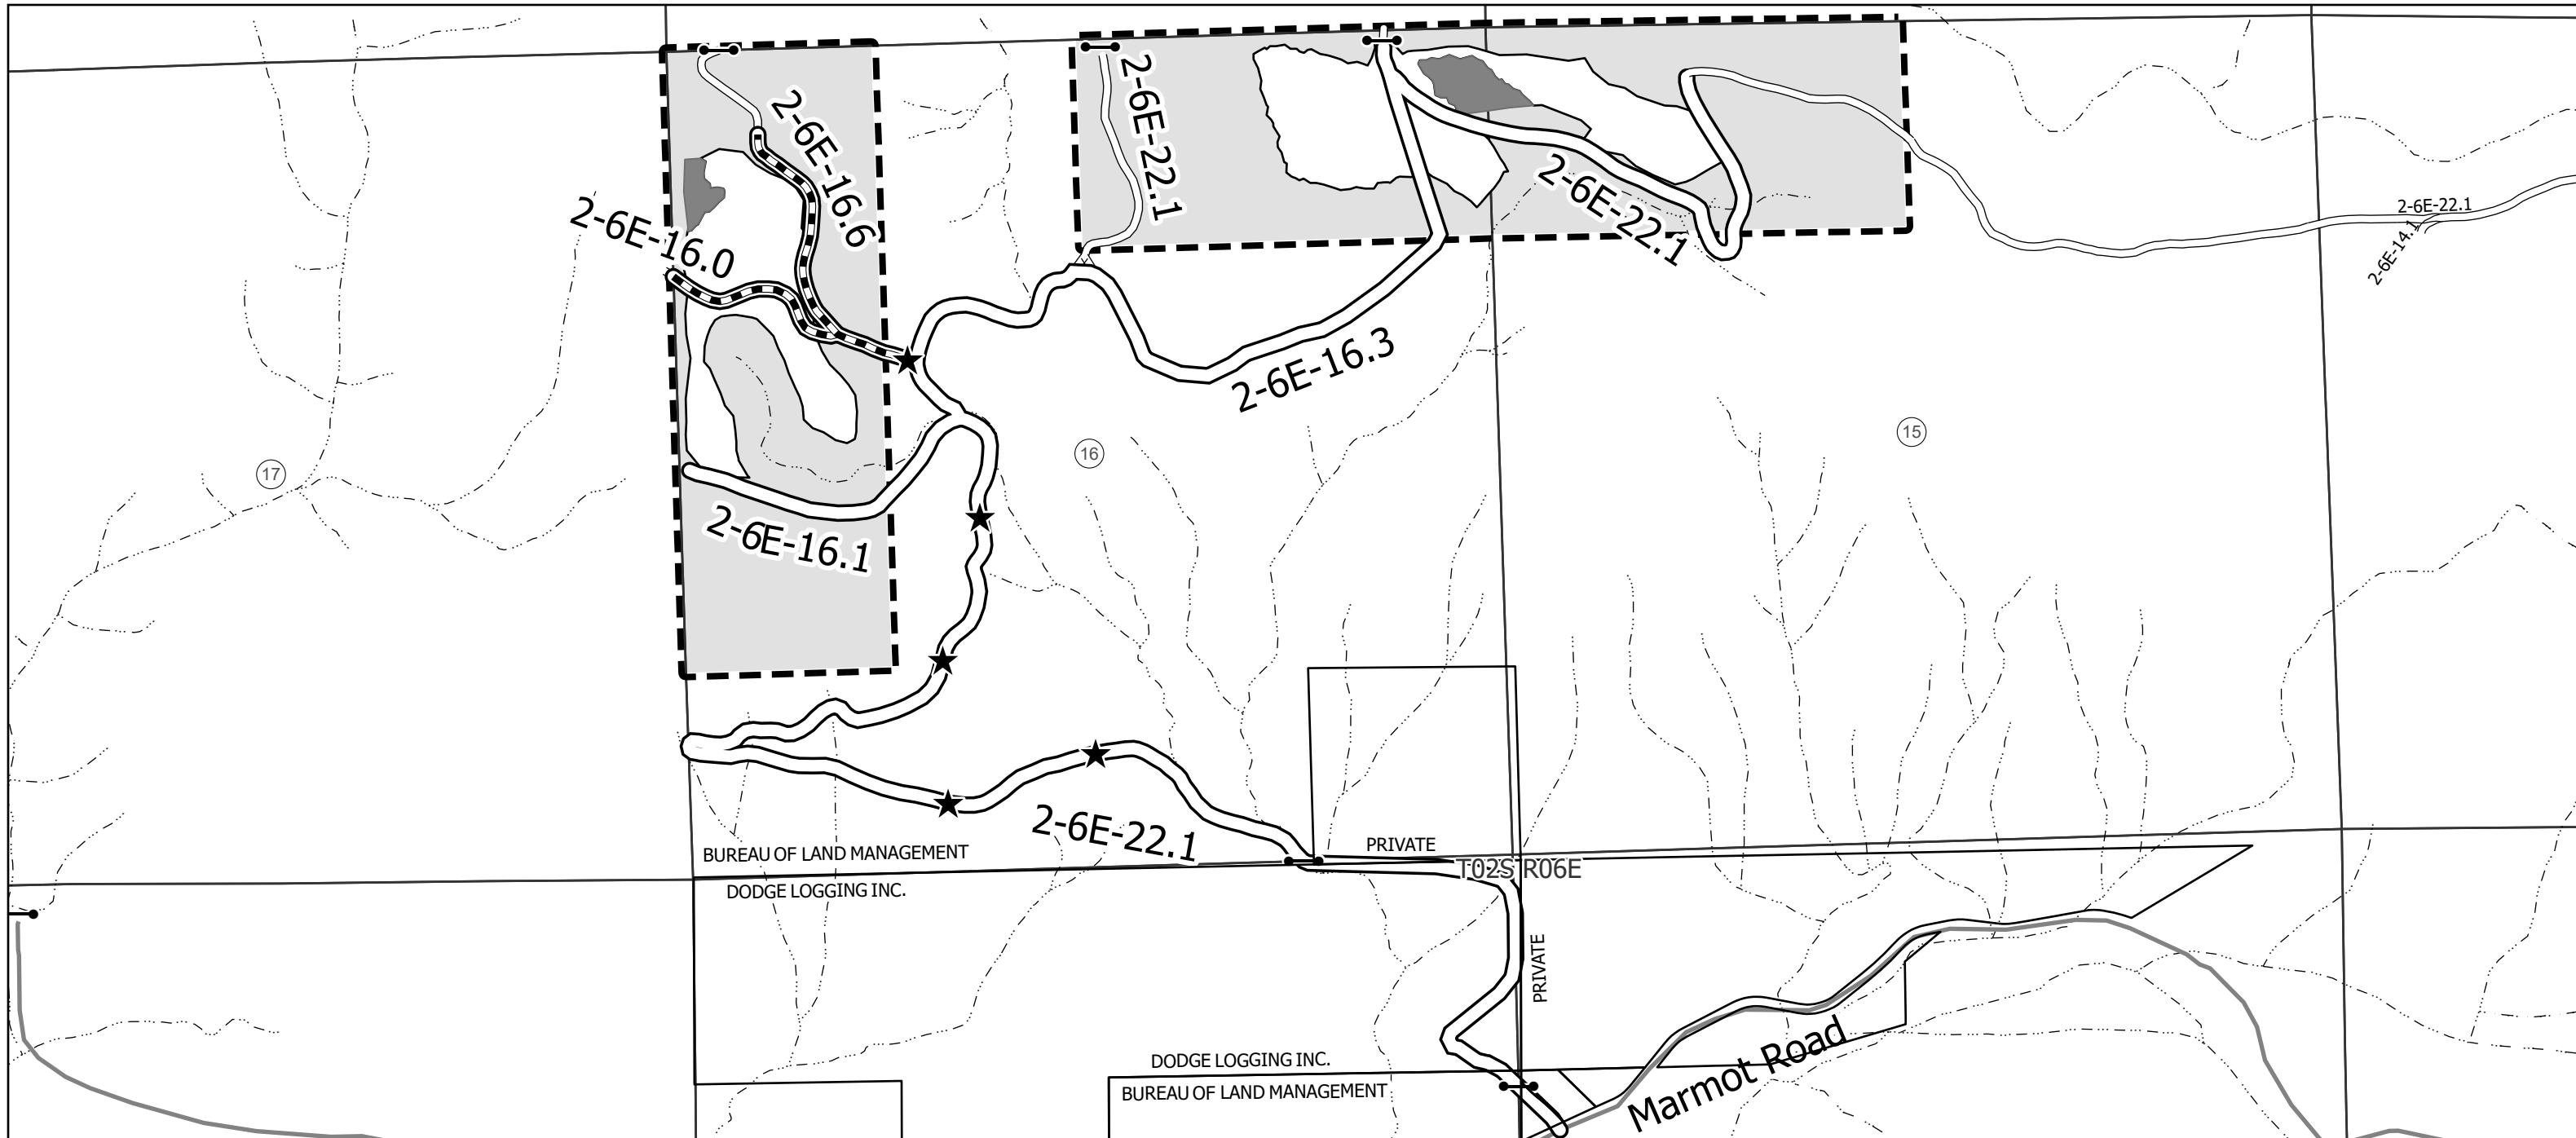 2-6E-16.6
2-6E-22.1
2-6E-16.0
2-6E-22.1
2-6E-22.1
2-6E-14.1
2-6E-16.3
15
16
17
2-6E-16.1
2-6E-22.1
PRIVATE
BUREAU OF LAND MANAGEMENT
T02S R06E
DODGE LOGGING INC.
PRIVATE
DODGE LOGGING INC.
BUREAU OF LAND MANAGEMENT
Marmot Road